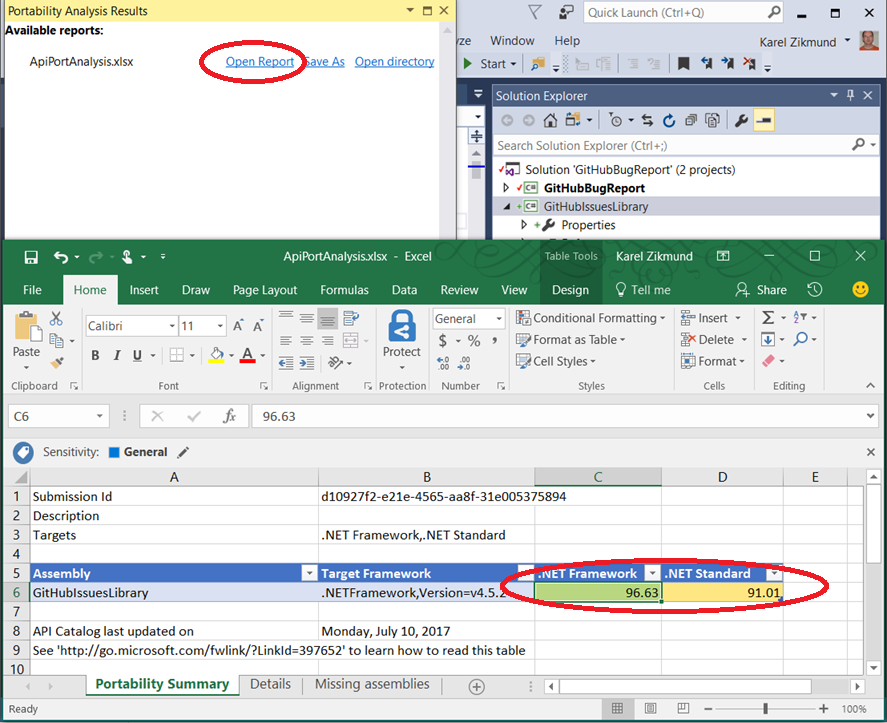 Portability Analysis Results
Available reports:
ApiPortAnalysis.xlsx Open Report Save As Open directory
Quick Launch (Ctrl+Q)
Window Help
Karel Zikmund
Start
Solution Explorer
Search Solution Explorer (Ctrl+;)
Solution 'GitHubBugReport' (2 projects)
GitHubBugReport
GitHubIssuesLibrary
Properties
ApiPortAnalysis.xlsx - Excel
Table Tools
Karel Zikmund
File Home Insert Draw Page Layout Formulas Data Review View Design Tell me Share
Calibri 11 General
Paste
B I U
Protect
$ % ,
Conditional Formatting
Format as Table
Cell Styles
Insert
Delete
Format
Clipboard Font Alignment Protection Number Styles Cells Editing
C6 fx 96.63
Sensitivity: General
A B C D E
1 Submission Id d10927f2-e21e-4565-aa8f-31e005375894
2 Description
3 Targets .NET Framework,.NET Standard
4
5 Assembly Target Framework .NET Framework .NET Standard
6 GitHubIssuesLibrary .NETFramework,Version=v4.5.2 96.63 91.01
7
8 API Catalog last updated on Monday, July 10, 2017
9 See 'http://go.microsoft.com/fwlink/?LinkId=397652' to learn how to read this table
10
Portability Summary Details Missing assemblies
Ready 100%